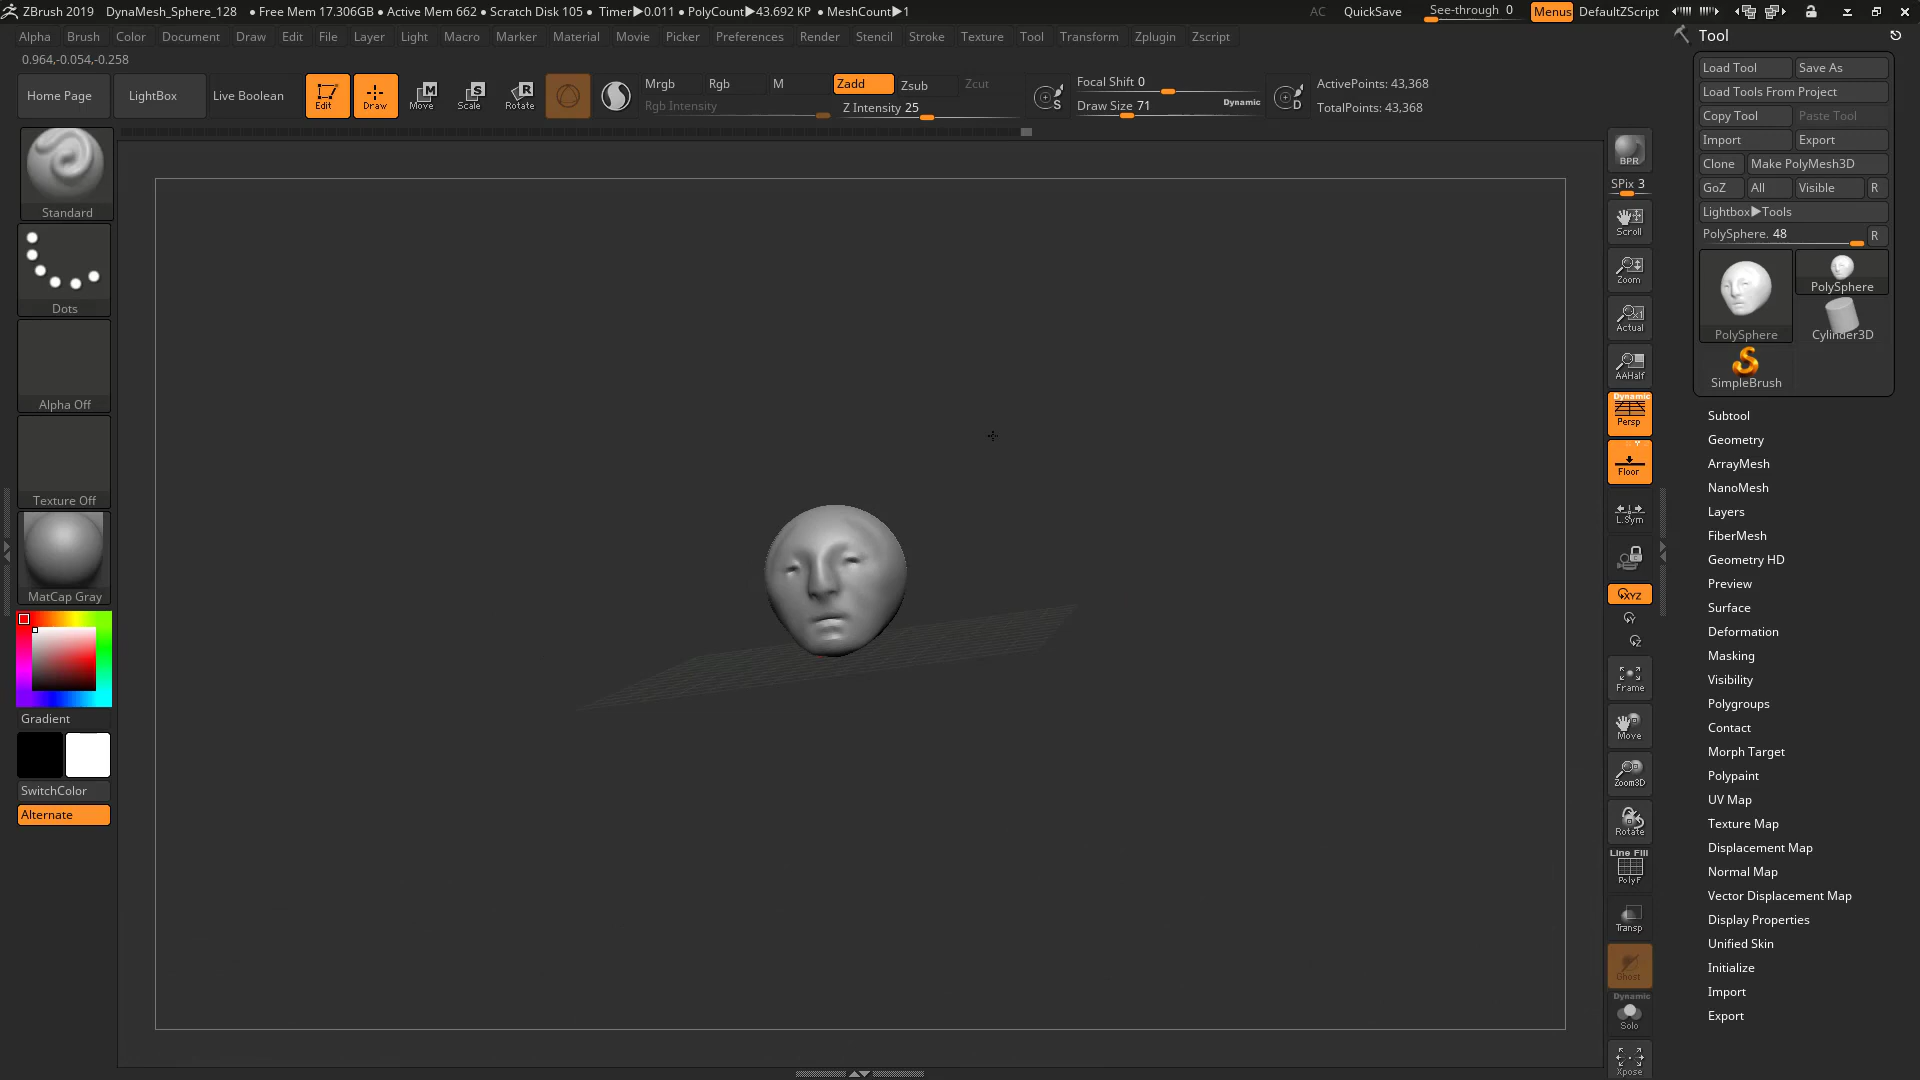 ZBrush 2019 DynaMesh_Sphere_128 ● Free Mem 17.306GB ● Active Mem 662 ● Scratch Disk 105 ● Timer▶0.011 ● PolyCount▶43.692 KP ● MeshCount▶1 AC QuickSave See-through 0 Menus DefaultZScript
Alpha Brush Color Document Draw Edit File Layer Light Macro Marker Material Movie Picker Preferences Render Stencil Stroke Texture Tool Transform Zplugin Zscript
0.964,-0.054,-0.258
Home Page LightBox Live Boolean Edit Draw Move Scale Rotate
Mrgb Rgb M Zadd Zsub Zcut
Rgb Intensity Z Intensity 25
S Focal Shift 0
Draw Size 71 Dynamic D
ActivePoints: 43,368
TotalPoints: 43,368
Standard
Dots
Alpha Off
Texture Off
MatCap Gray
Gradient
SwitchColor
Alternate
BPR
SPix 3
Scroll
Zoom
Actual
AAHalf
Dynamic
Persp
Floor
L.Sym
XYZ
Y
Z
Frame
Move
Zoom3D
Rotate
Line Fill
PolyF
Transp
Ghost
Dynamic
Solo
Xpose
Tool
Load Tool Save As
Load Tools From Project
Copy Tool Paste Tool
Import Export
Clone Make PolyMesh3D
GoZ All Visible R
Lightbox▶Tools
PolySphere. 48 R
PolySphere
PolySphere
Cylinder3D
SimpleBrush
Subtool
Geometry
ArrayMesh
NanoMesh
Layers
FiberMesh
Geometry HD
Preview
Surface
Deformation
Masking
Visibility
Polygroups
Contact
Morph Target
Polypaint
UV Map
Texture Map
Displacement Map
Normal Map
Vector Displacement Map
Display Properties
Unified Skin
Initialize
Import
Export